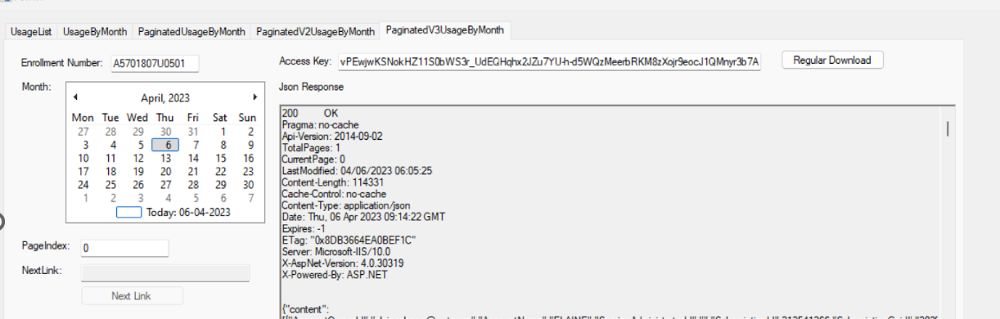 UsageList UsageByMonth PaginatedUsageByMonth PaginatedV2UsageByMonth PaginatedV3UsageByMonth
Enrollment Number: A5701807U0501
Access Key: vPEwjwKSNokHZ11S0bWS3r_UdEQHqhx2JZu7YU-h-d5WQzMeerbRKM8zXojr9eocJ1QMnyr3b7A
Regular Download
Month:
April, 2023
Mon Tue Wed Thu Fri Sat Sun
27 28 29 30 31 1 2
3 4 5 6 7 8 9
10 11 12 13 14 15 16
17 18 19 20 21 22 23
24 25 26 27 28 29 30
1 2 3 4 5 6 7
Today: 06-04-2023
PageIndex: 0
NextLink:
Next Link
Json Response
200 OK
Pragma: no-cache
Api-Version: 2014-09-02
TotalPages: 1
CurrentPage: 0
LastModified: 04/06/2023 06:05:25
Content-Length: 114331
Cache-Control: no-cache
Content-Type: application/json
Date: Thu, 06 Apr 2023 09:14:22 GMT
Expires: -1
ETag: "0x8DB3664EA0BEF1C"
Server: Microsoft-IIS/10.0
X-AspNet-Version: 4.0.30319
X-Powered-By: ASP.NET
{"content":